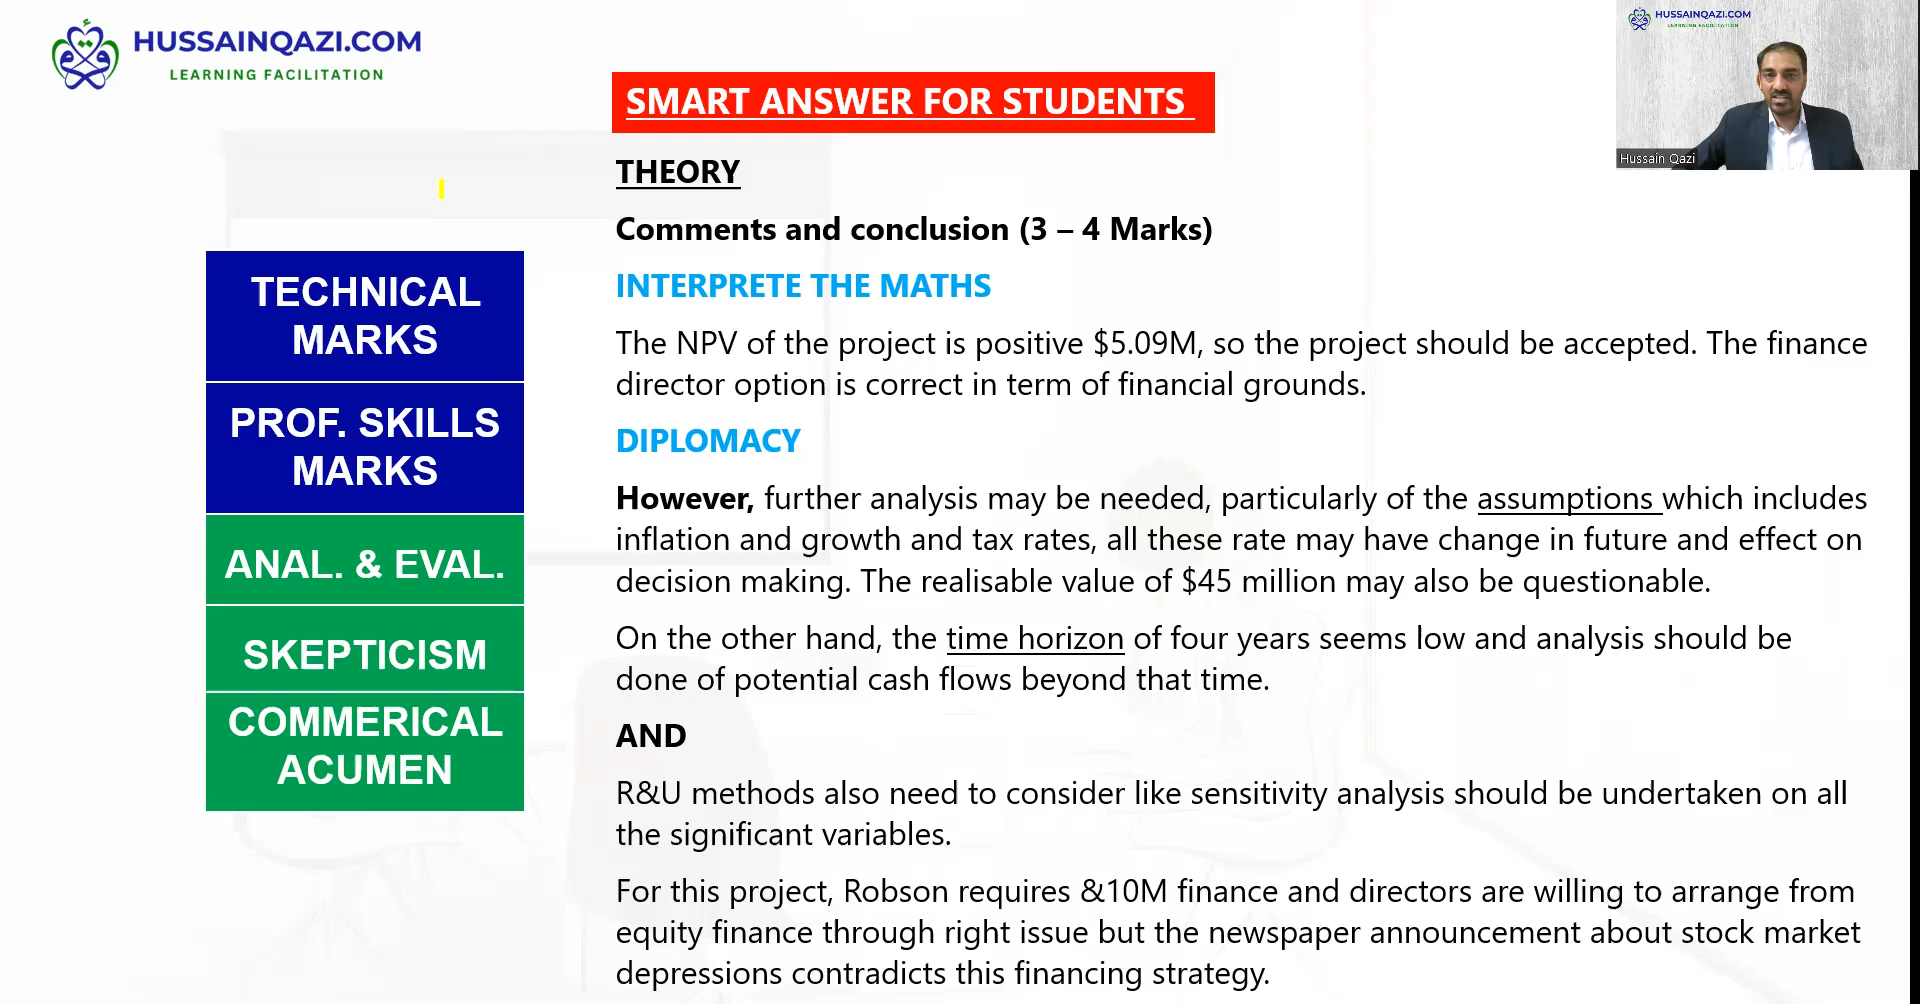 HUSSAINQAZI.COM
LEARNING FACILITATION
HUSSAINQAZI.COM
LEARNING FACILITATION
Hussain Qazi
SMART ANSWER FOR STUDENTS
TECHNICAL
MARKS
PROF. SKILLS
MARKS
ANAL. & EVAL.
SKEPTICISM
COMMERICAL
ACUMEN
THEORY
Comments and conclusion (3 – 4 Marks)
INTERPRETE THE MATHS
The NPV of the project is positive $5.09M, so the project should be accepted. The finance
director option is correct in term of financial grounds.
DIPLOMACY
However, further analysis may be needed, particularly of the assumptions which includes
inflation and growth and tax rates, all these rate may have change in future and effect on
decision making. The realisable value of $45 million may also be questionable.
On the other hand, the time horizon of four years seems low and analysis should be
done of potential cash flows beyond that time.
AND
R&U methods also need to consider like sensitivity analysis should be undertaken on all
the significant variables.
For this project, Robson requires &10M finance and directors are willing to arrange from
equity finance through right issue but the newspaper announcement about stock market
depressions contradicts this financing strategy.